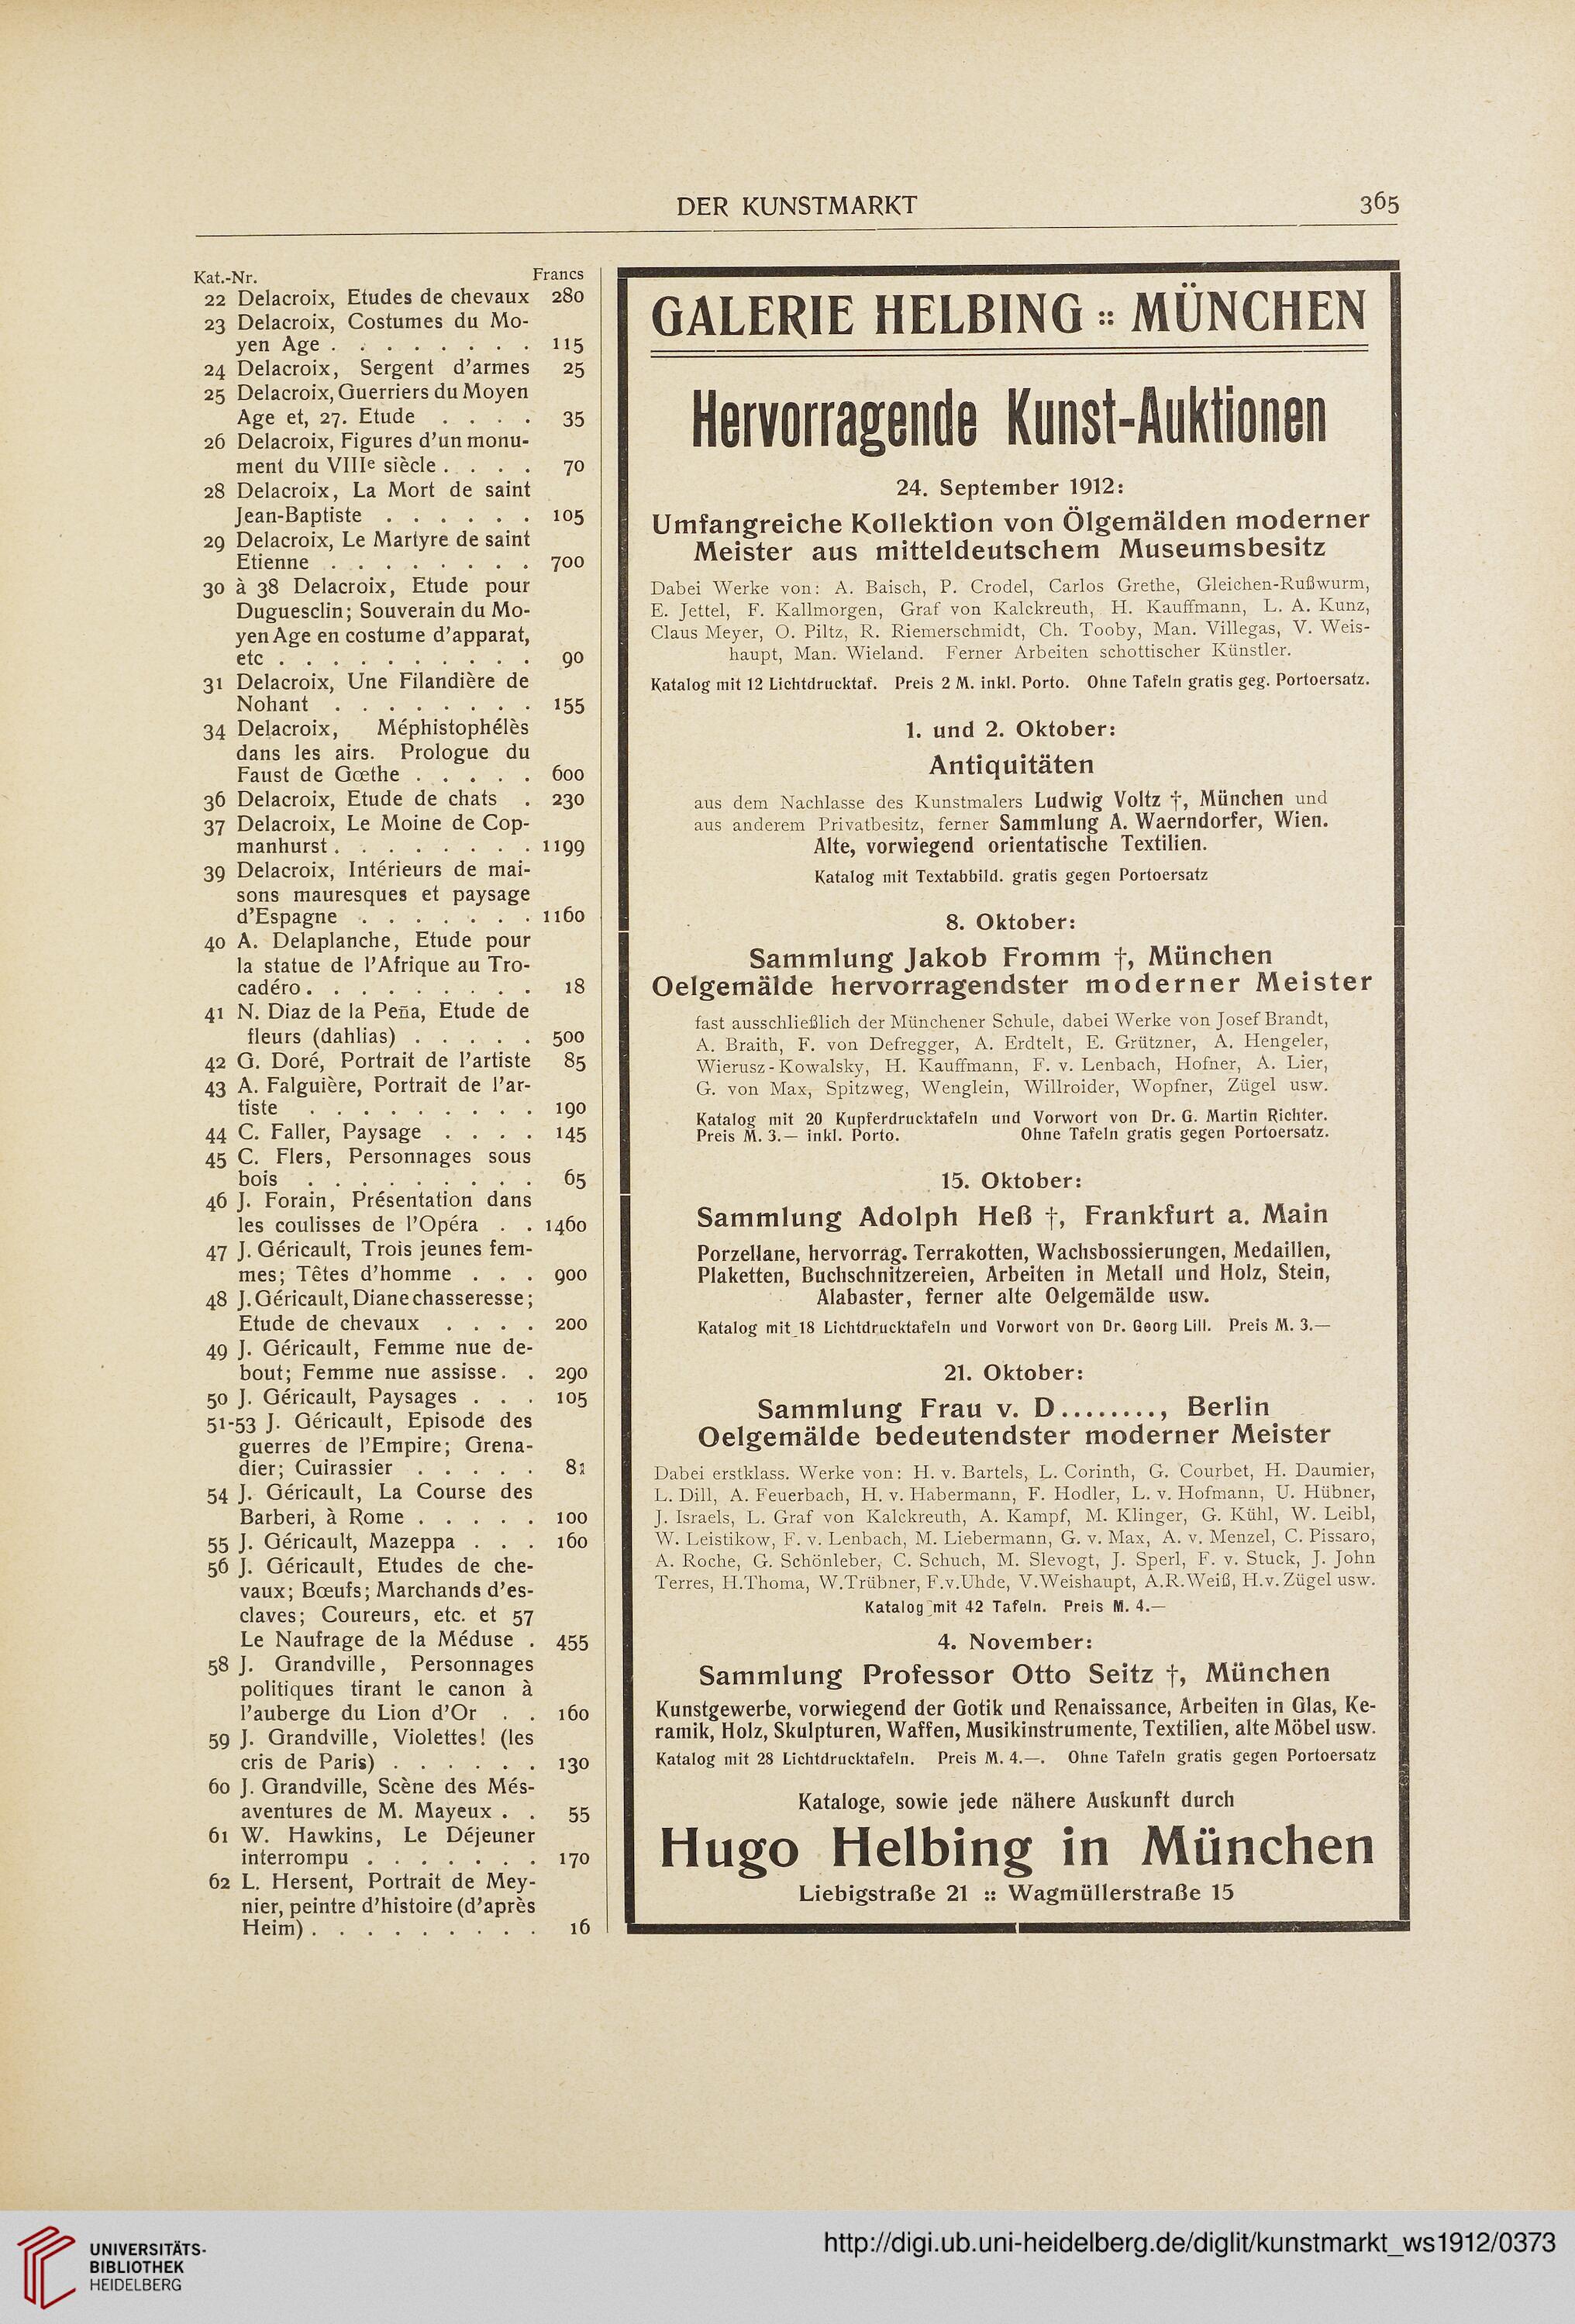 DER KUNSTMARKT 365
Kat.-Nr. Francs
22 Delacroix, Etudes de chevaux 280
23 Delacroix, Costumes du Mo-
yen Age . . . . . . . . 115
24 Delacroix, Sergent d'armes 25
25 Delacroix, Guerriers du Moyen
Age et, 27. Etude . . . . 35
26 Delacroix, Figures d'un monu-
ment du VIIIe siècle . . . . 70
28 Delacroix, La Mort de saint
Jean-Baptiste . . . . . . 105
29 Delacroix, Le Martyre de saint
Etienne . . . . . . . . 700
30 à 38 Delacroix, Etude pour
Duguesclin; Souverain du Mo-
yen Age en costume d'apparat,
etc . . . . . . . . . . 90
31 Delacroix, Une Filandière de
Nohant . . . . . . . . 155
34 Delacroix, Méphistophélès
dans les airs. Prologue du
Faust de Gœthe . . . . . 600
36 Delacroix, Etude de chats . 230
37 Delacroix, Le Moine de Cop-
manhurst . . . . . . . . 1199
39 Delacroix, Intérieurs de mai-
sons mauresques et paysage
d'Espagne . . . . . . . 1160
40 A. Delaplanche, Etude pour
la statue de l'Afrique au Tro-
cadéro . . . . . . . . . 18
41 N. Diaz de la Peña, Etude de
fleurs (dahlias) . . . . . 500
42 G. Doré, Portrait de l'artiste 85
43 A. Falguière, Portrait de l'ar-
tiste . . . . . . . . . 190
44 C. Faller, Paysage . . . . 145
45 C. Flers, Personnages sous
bois . . . . . . . . . 65
46 J. Forain, Présentation dans
les coulisses de l'Opéra . . 1460
47 J. Géricault, Trois jeunes fem-
mes; Têtes d'homme . . . 900
48 J. Géricault, Diane chasseresse;
Etude de chevaux . . . . 200
49 J. Géricault, Femme nue de-
bout; Femme nue assisse . . 290
50 J. Géricault, Paysages . . . 105
51-53 J. Géricault, Episode des
guerres de l'Empire; Grena-
dier; Cuirassier . . . . . 81
54 J. Géricault, La Course des
Barberi, à Rome . . . . . 100
55 J. Géricault, Mazeppa . . . 160
56 J. Géricault, Etudes de che-
vaux; Bœufs; Marchands d'es-
claves; Coureurs, etc. et 57
Le Naufrage de la Méduse . 455
58 J. Grandville, Personnages
politiques tirant le canon à
l'auberge du Lion d'Or . . 160
59 J. Grandville, Violettes! (les
cris de Paris) . . . . . . 130
60 J. Grandville, Scène des Més-
aventures de M. Mayeux . . 55
61 W. Hawkins, Le Déjeuner
interrompu . . . . . . . 170
62 L. Hersent, Portrait de Mey-
nier, peintre d'histoire (d'après
Heim) . . . . . . . . . 16
GALERIE HELBING :: MÜNCHEN
Hervorragende Kunst-Auktionen
24. September 1912:
Umfangreiche Kollektion von Ölgemälden moderner
Meister aus mitteldeutschem Museumsbesitz
Dabei Werke von: A. Baisch, P. Crodel, Carlos Grethe, Gleichen-Rußwurm,
E. Jettel, F. Kallmorgen, Graf von Kalckreuth, H. Kauffmann, L. A. Kunz,
Claus Meyer, O. Piltz, R. Riemerschmidt, Ch. Tooby, Man. Villegas, V. Weis-
haupt, Man. Wieland. Ferner Arbeiten schottischer Künstler.
Katalog mit 12 Lichtdrucktaf. Preis 2 M. inkl. Porto. Ohne Tafeln gratis geg. Portoersatz.
1. und 2. Oktober:
Antiquitäten
aus dem Nachlasse des Kunstmalers Ludwig Voltz †, München und
aus anderem Privatbesitz, ferner Sammlung A. Waerndorfer, Wien.
Alte, vorwiegend orientatische Textilien.
Katalog mit Textabbild. gratis gegen Portoersatz
8. Oktober:
Sammlung Jakob Fromm †, München
Oelgemälde hervorragendster moderner Meister
fast ausschließlich der Münchener Schule, dabei Werke von Josef Brandt,
A. Braith, F. von Defregger, A. Erdtelt, E. Grützner, A. Hengeler,
Wierusz-Kowalsky, H. Kauffmann, F. v. Lenbach, Hofner, A. Lier,
G. von Max, Spitzweg, Wenglein, Willroider, Wopfner, Zügel usw.
Katalog mit 20 Kupferdrucktafeln und Vorwort von Dr. G. Martin Richter.
Preis M. 3.— inkl. Porto. Ohne Tafeln gratis gegen Portoersatz.
15. Oktober:
Sammlung Adolph Heß †, Frankfurt a. Main
Porzellane, hervorrag. Terrakotten, Wachsbossierungen, Medaillen,
Plaketten, Buchschnitzereien, Arbeiten in Metall und Holz, Stein,
Alabaster, ferner alte Oelgemälde usw.
Katalog mit 18 Lichtdrucktafeln und Vorwort von Dr. Georg Lill. Preis M. 3.—
21. Oktober:
Sammlung Frau v. D........, Berlin
Oelgemälde bedeutendster moderner Meister
Dabei erstklass. Werke von: H. v. Bartels, L. Corinth, G. Courbet, H. Daumier,
L. Dill, A. Feuerbach, H. v. Habermann, F. Hodler, L. v. Hofmann, U. Hübner,
J. Israels, L. Graf von Kalckreuth, A. Kampf, M. Klinger, G. Kühl, W. Leibl,
W. Leistikow, F. v. Lenbach, M. Liebermann, G. v. Max, A. v. Menzel, C. Pissaro,
A. Roche, G. Schönleber, C. Schuch, M. Slevogt, J. Sperl, F. v. Stuck, J. John
Terres, H. Thoma, W. Trübner, F. v. Uhde, V. Weishaupt, A. R. Weiß, H. v. Zügel usw.
Katalog mit 42 Tafeln. Preis M. 4.—
4. November:
Sammlung Professor Otto Seitz †, München
Kunstgewerbe, vorwiegend der Gotik und Renaissance, Arbeiten in Glas, Ke-
ramik, Holz, Skulpturen, Waffen, Musikinstrumente, Textilien, alte Möbel usw.
Katalog mit 28 Lichtdrucktafeln. Preis M. 4.—. Ohne Tafeln gratis gegen Portoersatz
Kataloge, sowie jede nähere Auskunft durch
Hugo Helbing in München
Liebigstraße 21 :: Wagmüllerstraße 15
UNIVERSITÄTS-
BIBLIOTHEK
HEIDELBERG
http://digi.ub.uni-heidelberg.de/diglit/kunstmarkt_ws1912/0373